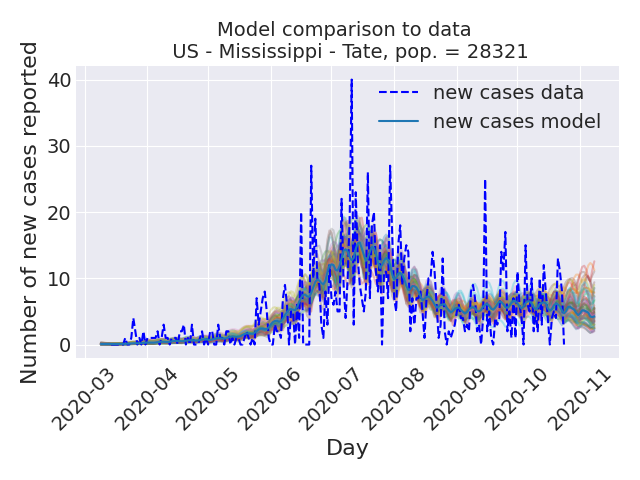 Model comparison to data
US - Mississippi - Tate, pop. = 28321
Number of new cases reported
40
30
20
10
0
new cases data
new cases model
2020-03
2020-04
2020-05
2020-06
2020-07
2020-08
2020-09
2020-10
2020-11
Day